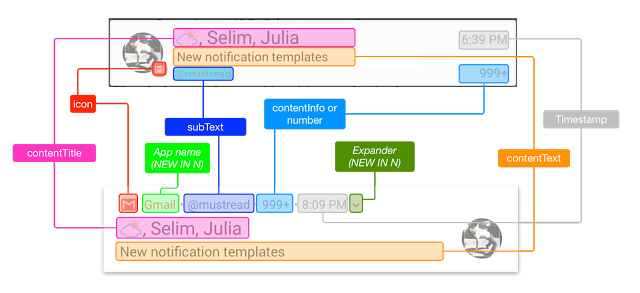 , Selim, Julia
6:39 PM
New notification templates
@mustread
999+
icon
contentInfo or
number
subText
Timestamp
contentTitle
App name
(NEW IN N)
Expander
(NEW IN N)
contentText
Gmail • @mustread • 999+ • 8:09 PM
, Selim, Julia
New notification templates